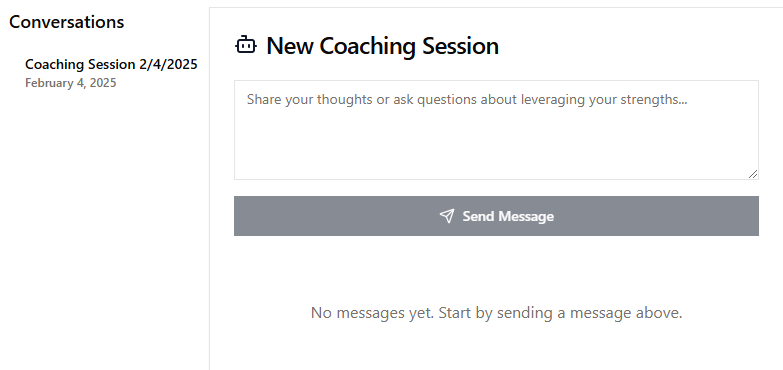 Conversations
Coaching Session 2/4/2025
February 4, 2025
New Coaching Session
Share your thoughts or ask questions about leveraging your strengths...
Send Message
No messages yet. Start by sending a message above.